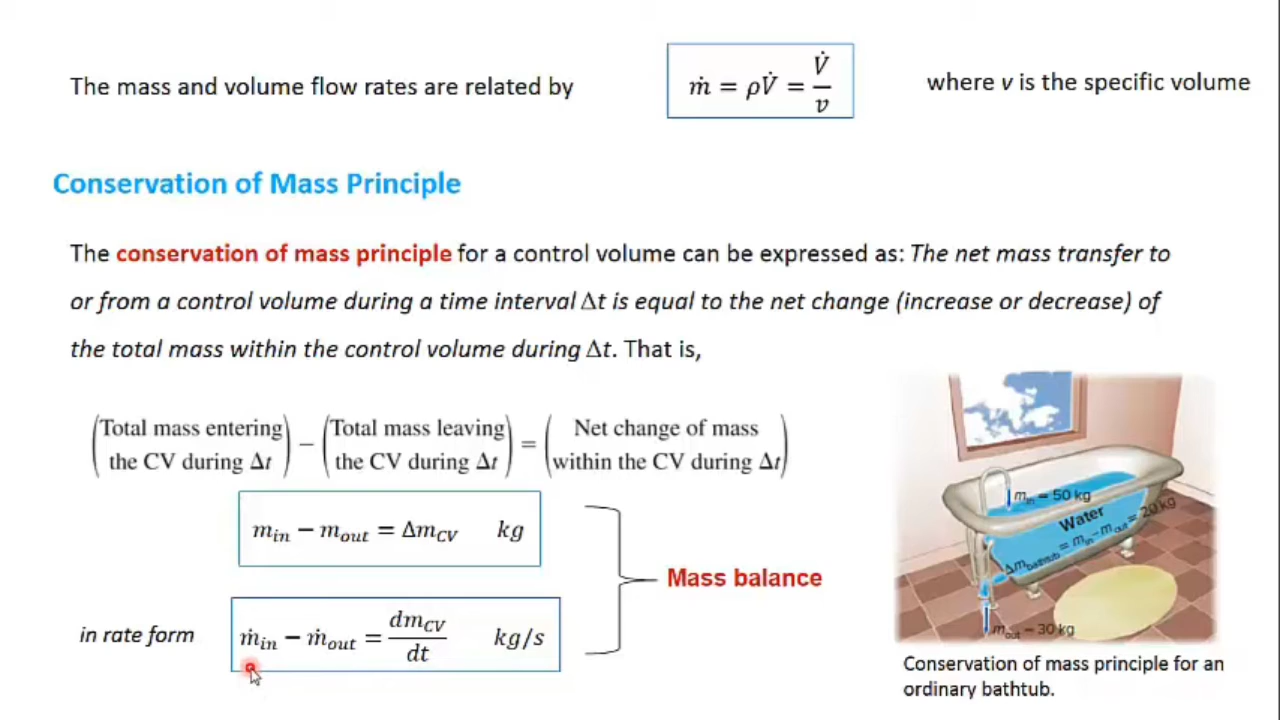 The mass and volume flow rates are related by ṁ = ρV̇ = V̇/v where v is the specific volume
Conservation of Mass Principle
The conservation of mass principle for a control volume can be expressed as: The net mass transfer to
or from a control volume during a time interval Δt is equal to the net change (increase or decrease) of
the total mass within the control volume during Δt. That is,
(Total mass entering the CV during Δt) − (Total mass leaving the CV during Δt) = (Net change of mass within the CV during Δt)
m_in − m_out = Δm_CV kg
Mass balance
in rate form ṁ_in − ṁ_out = dm_CV/dt kg/s
m_in = 50 kg
Water
Δm_bathtub = m_in − m_out = 20 kg
m_out = 30 kg
Conservation of mass principle for an
ordinary bathtub.